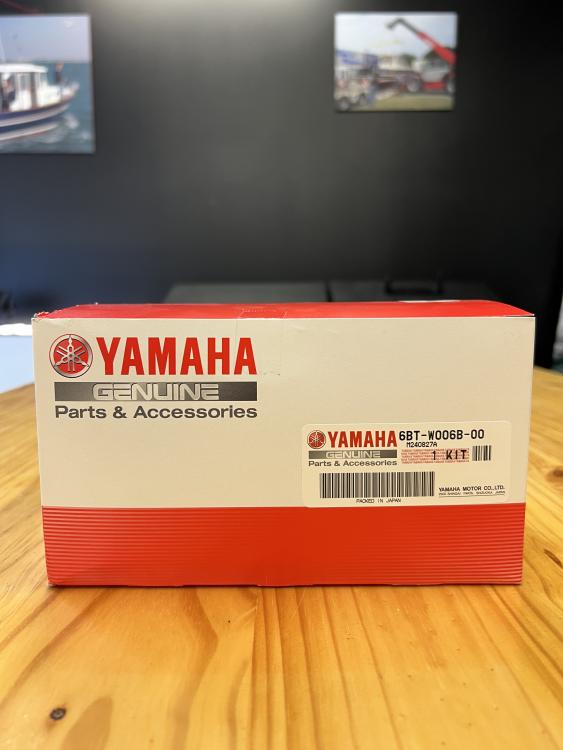 YAMAHA
GENUINE
Parts & Accessories
YAMAHA 6BT-W006B-00
GENUINE
M240827A
1 KIT
Parts & Accessories
YAMAHA MOTOR CO.,LTD.
PACKED IN JAPAN